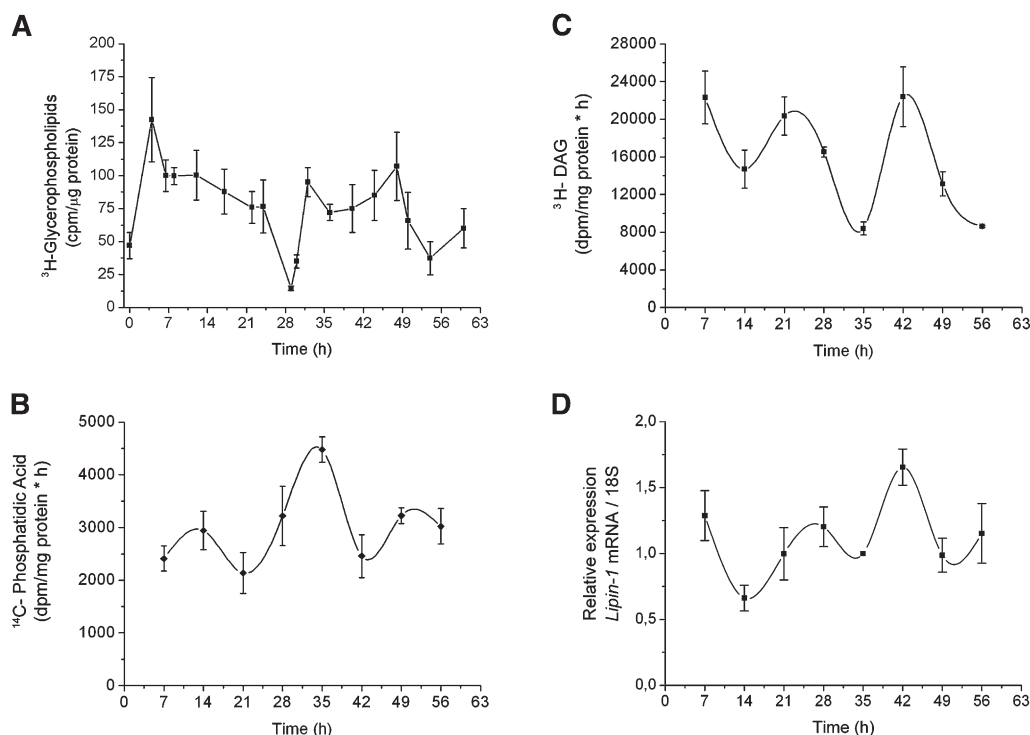 A
³H-Glycerophospholipids
(cpm/µg protein)
200
175
150
125
100
75
50
25
0
0 7 14 21 28 35 42 49 56 63
Time (h)
C
³H- DAG
(dpm/mg protein * h)
28000
24000
20000
16000
12000
8000
4000
0
0 7 14 21 28 35 42 49 56 63
Time (h)
B
¹⁴C- Phosphatidic Acid
(dpm/mg protein * h)
5000
4000
3000
2000
1000
0
0 7 14 21 28 35 42 49 56 63
Time (h)
D
Relative expression
Lipin-1 mRNA / 18S
2,0
1,5
1,0
0,5
0,0
0 7 14 21 28 35 42 49 56 63
Time (h)